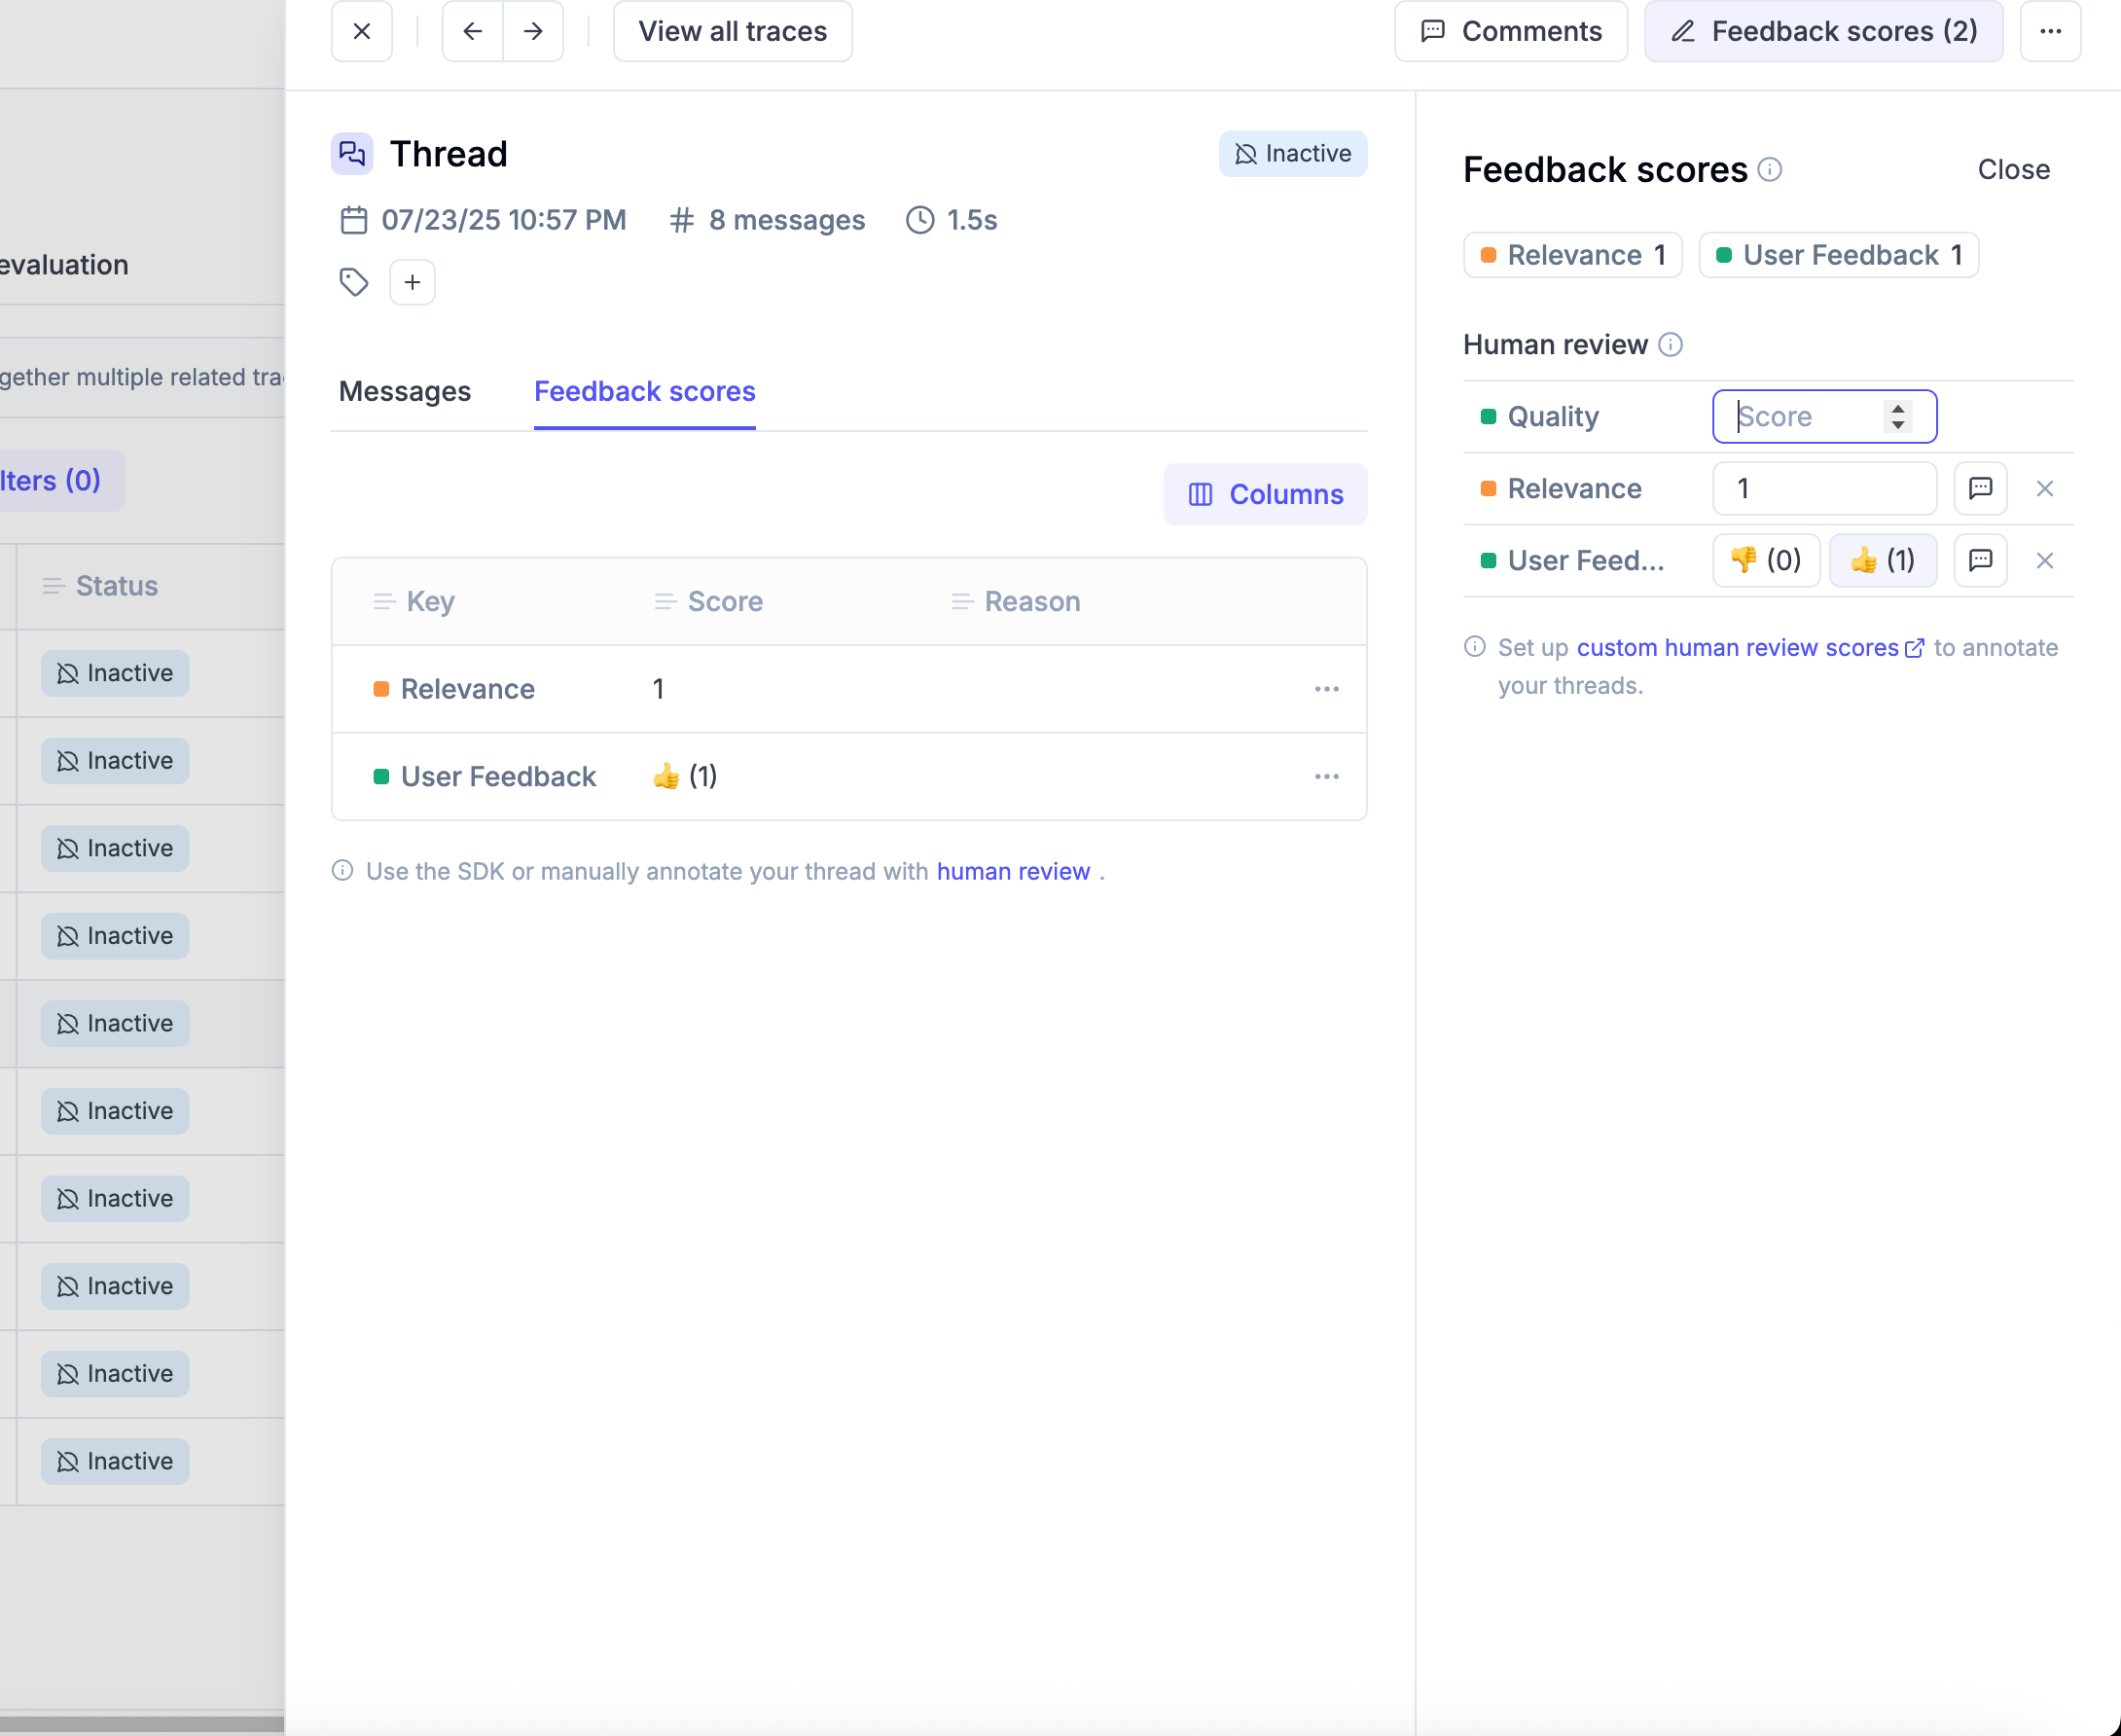 View all traces
Comments
Feedback scores (2)
Thread
Inactive
07/23/25 10:57 PM
8 messages
1.5s
Messages
Feedback scores
Columns
Key Score Reason
Relevance 1
User Feedback 👍 (1)
Use the SDK or manually annotate your thread with human review .
Feedback scores
Close
Relevance 1
User Feedback 1
Human review
Quality Score
Relevance 1
User Feed... 👎 (0) 👍 (1)
Set up custom human review scores to annotate
your threads.
evaluation
gether multiple related tra
lters (0)
Status
Inactive
Inactive
Inactive
Inactive
Inactive
Inactive
Inactive
Inactive
Inactive
Inactive